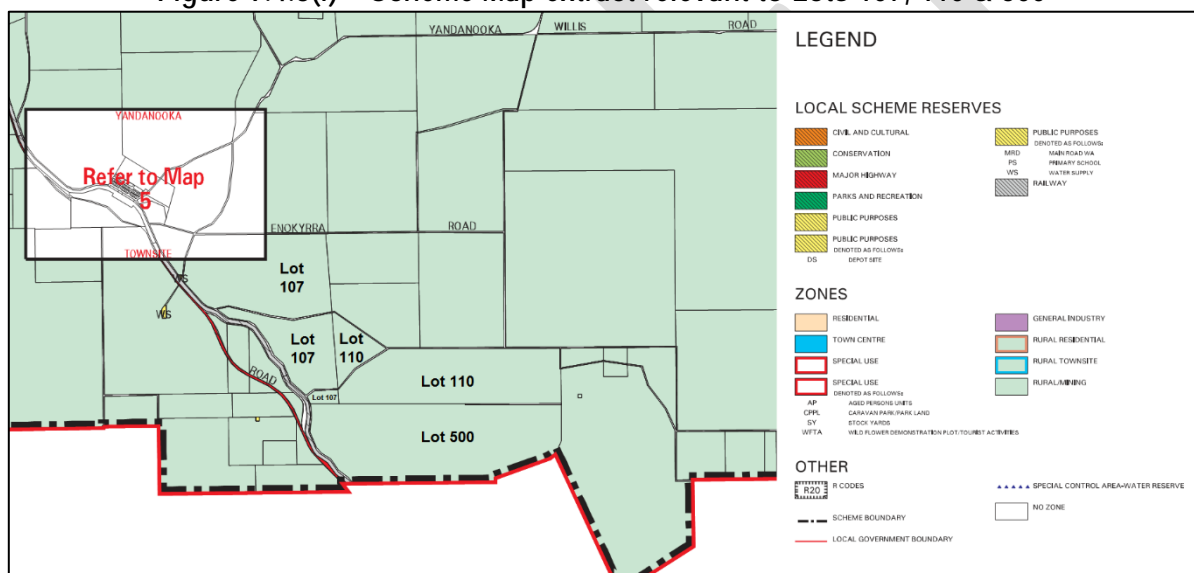 YANDANOOKA WILLIS ROAD
YANDANOOKA
Refer to Map
5
ENOKYRRA ROAD
TOWNSITE
WS
WS
Lot
107
Lot
107
Lot
110
ROAD
Lot 110
Lot 107
Lot 500
LEGEND
LOCAL SCHEME RESERVES
CIVIL AND CULTURAL
CONSERVATION
MAJOR HIGHWAY
PARKS AND RECREATION
PUBLIC PURPOSES
PUBLIC PURPOSES
DENOTED AS FOLLOWS:
DS DEPOT SITE
PUBLIC PURPOSES
DENOTED AS FOLLOWS:
MRD MAIN ROAD WA
PS PRIMARY SCHOOL
WS WATER SUPPLY
RAILWAY
ZONES
RESIDENTIAL
TOWN CENTRE
SPECIAL USE
SPECIAL USE
DENOTED AS FOLLOWS:
AP AGED PERSONS UNITS
CPPL CARAVAN PARK/PARK LAND
SY STOCK YARDS
WFTA WILD FLOWER DEMONSTRATION PLOT/TOURIST ACTIVITIES
GENERAL INDUSTRY
RURAL RESIDENTIAL
RURAL TOWNSITE
RURAL/MINING
OTHER
R20 R CODES
SCHEME BOUNDARY
LOCAL GOVERNMENT BOUNDARY
SPECIAL CONTROL AREA-WATER RESERVE
NO ZONE